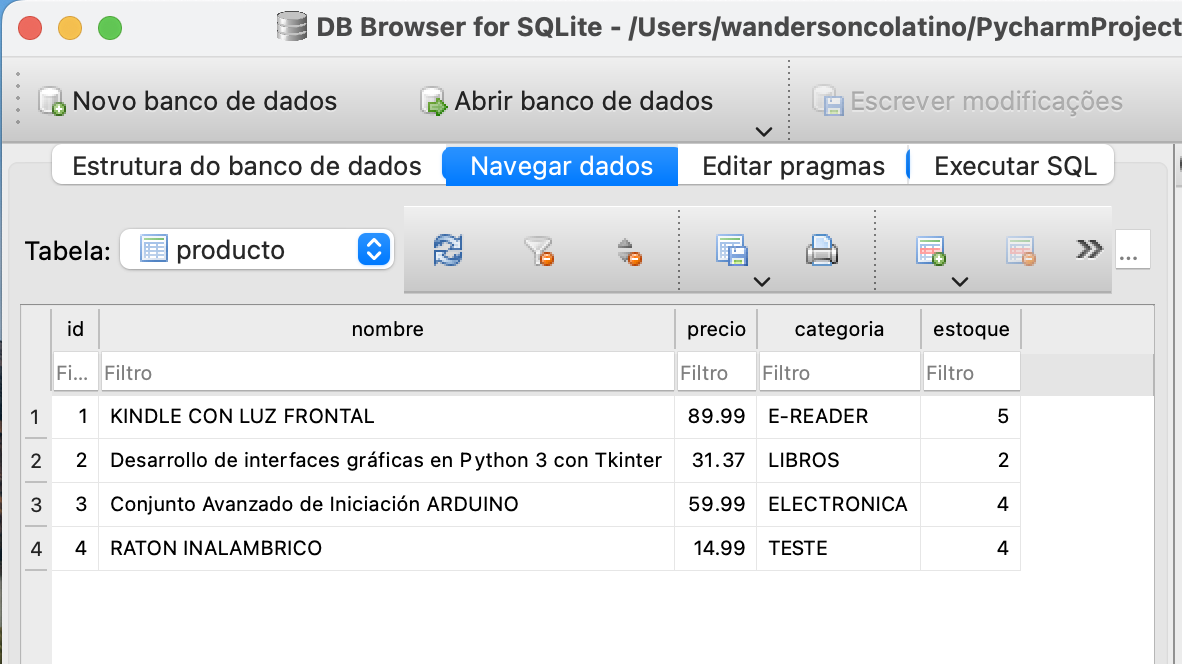 DB Browser for SQLite - /Users/wandersoncolatino/PycharmProject
Novo banco de dados Abrir banco de dados Escrever modificações
Estrutura do banco de dados Navegar dados Editar pragmas Executar SQL
Tabela: producto ...
id nombre precio categoria estoque
Fi... Filtro Filtro Filtro Filtro
1 1 KINDLE CON LUZ FRONTAL 89.99 E-READER 5
2 2 Desarrollo de interfaces gráficas en Python 3 con Tkinter 31.37 LIBROS 2
3 3 Conjunto Avanzado de Iniciación ARDUINO 59.99 ELECTRONICA 4
4 4 RATON INALAMBRICO 14.99 TESTE 4